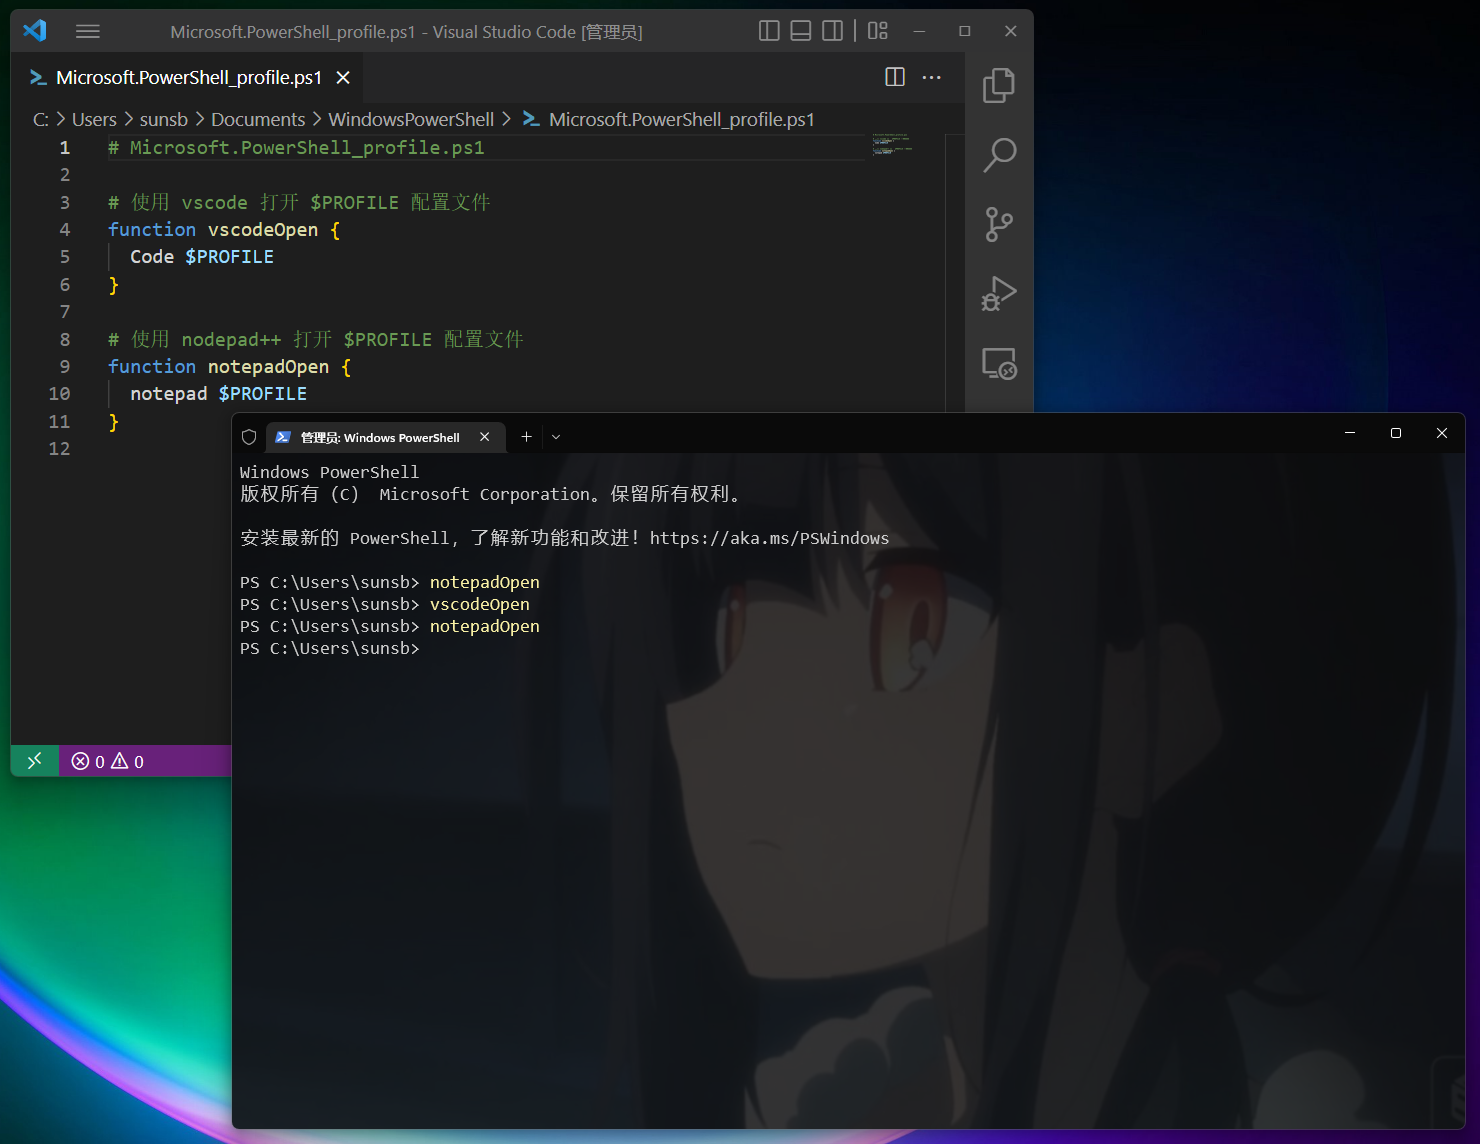 Microsoft.PowerShell_profile.ps1 - Visual Studio Code [管理员]
Microsoft.PowerShell_profile.ps1
C: > Users > sunsb > Documents > WindowsPowerShell > Microsoft.PowerShell_profile.ps1
1 # Microsoft.PowerShell_profile.ps1
2
3 # 使用 vscode 打开 $PROFILE 配置文件
4 function vscodeOpen {
5 Code $PROFILE
6 }
7
8 # 使用 nodepad++ 打开 $PROFILE 配置文件
9 function notepadOpen {
10 notepad $PROFILE
11 }
12
0 0
管理员: Windows PowerShell
Windows PowerShell
版权所有 (C) Microsoft Corporation。保留所有权利。
安装最新的 PowerShell，了解新功能和改进！https://aka.ms/PSWindows
PS C:\Users\sunsb> notepadOpen
PS C:\Users\sunsb> vscodeOpen
PS C:\Users\sunsb> notepadOpen
PS C:\Users\sunsb>